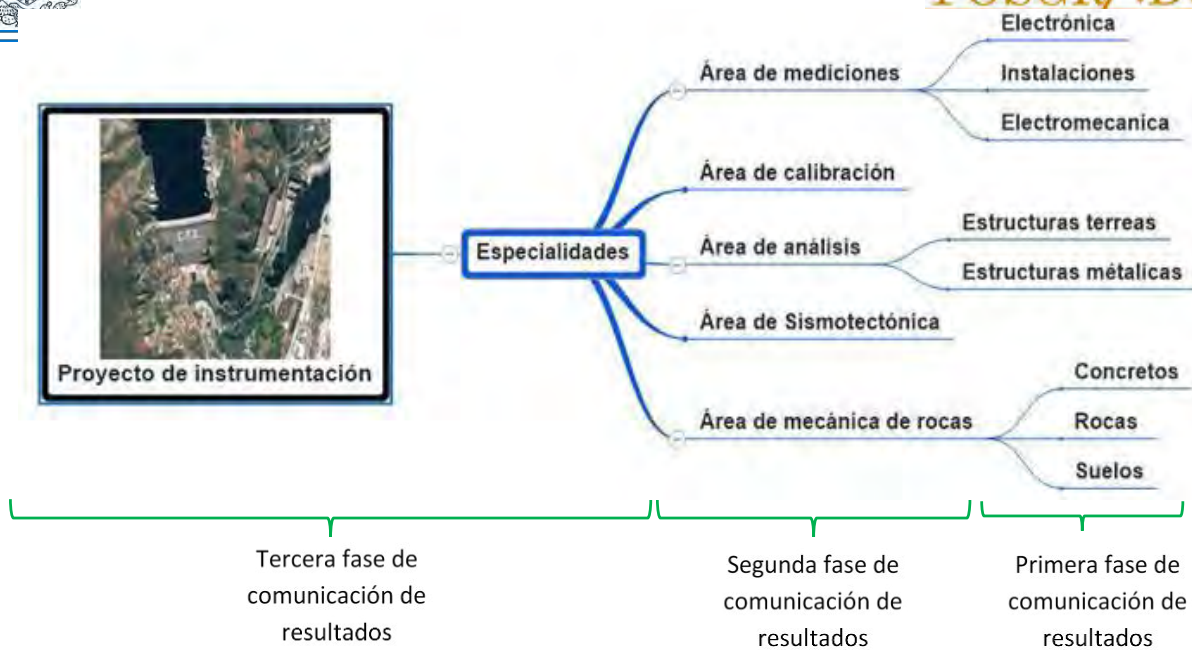 Electrónica
Área de mediciones
Instalaciones
Electromecanica
Área de calibración
Especialidades
Área de análisis
Estructuras terreas
Estructuras métalicas
Área de Sismotectónica
Proyecto de instrumentación
Área de mecánica de rocas
Concretos
Rocas
Suelos
Tercera fase de
comunicación de
resultados
Segunda fase de
comunicación de
resultados
Primera fase de
comunicación de
resultados